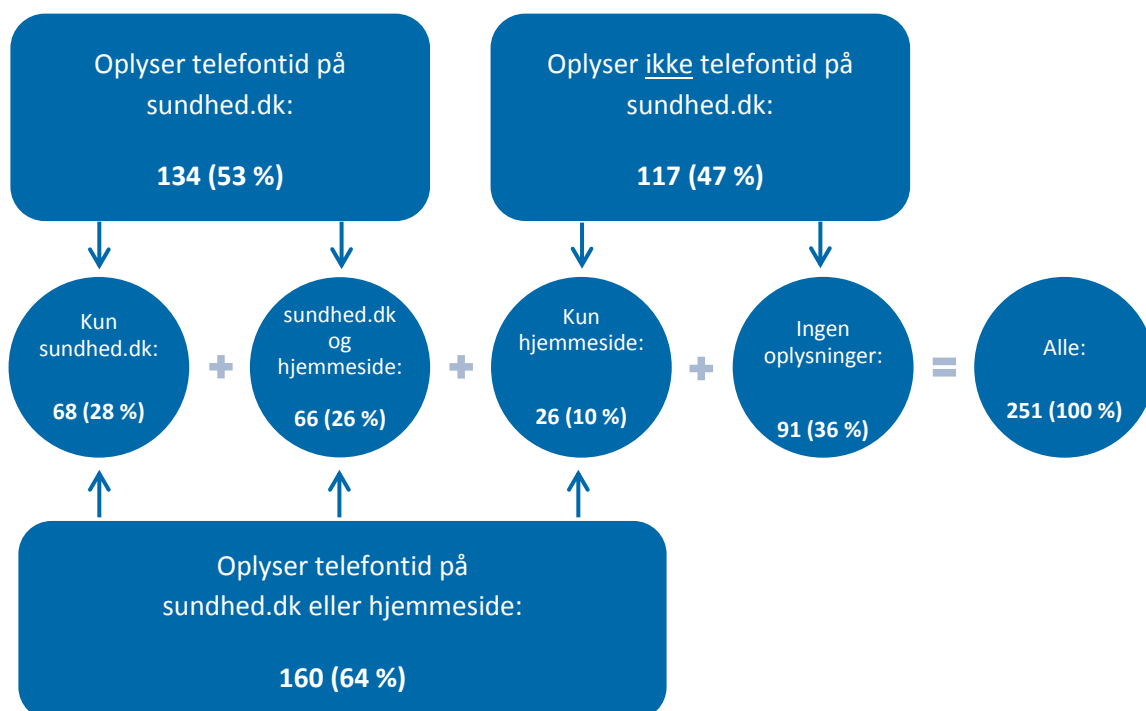 Oplyser telefontid på
sundhed.dk:
134 (53 %)
Oplyser ikke telefontid på
sundhed.dk:
117 (47 %)
Kun
sundhed.dk:
68 (28 %)
+
sundhed.dk
og
hjemmeside:
66 (26 %)
+
Kun
hjemmeside:
26 (10 %)
+
Ingen
oplysninger:
91 (36 %)
=
Alle:
251 (100 %)
Oplyser telefontid på
sundhed.dk eller hjemmeside:
160 (64 %)